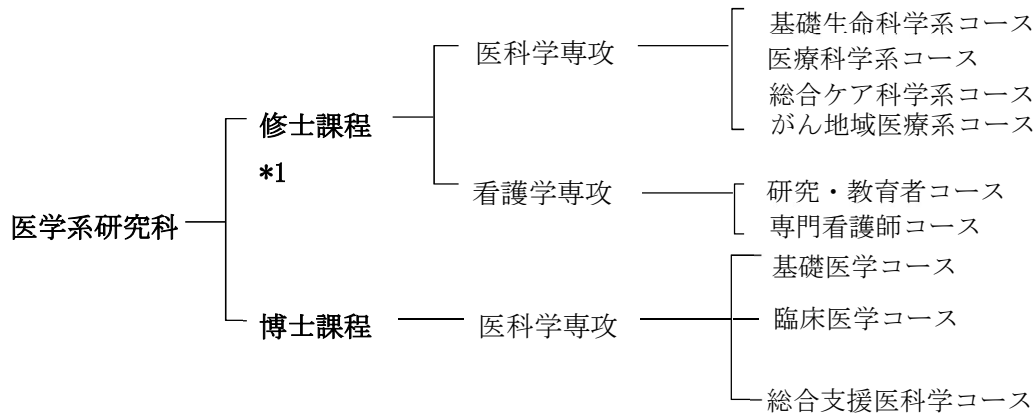 医学系研究科
修士課程
*1
医科学専攻
基礎生命科学系コース
医療科学系コース
総合ケア科学系コース
がん地域医療系コース
看護学専攻
研究・教育者コース
専門看護師コース
博士課程
医科学専攻
基礎医学コース
臨床医学コース
総合支援医科学コース